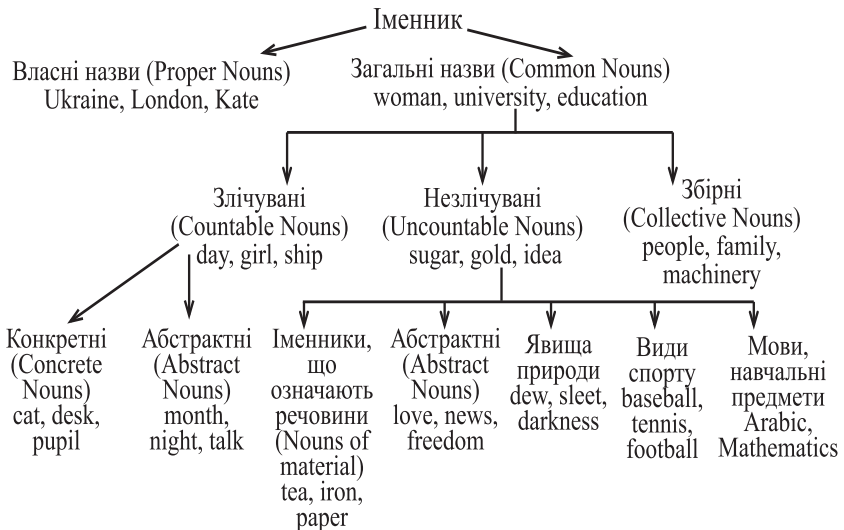 Іменник
Власні назви (Proper Nouns)
Ukraine, London, Kate
Загальні назви (Common Nouns)
woman, university, education
Злічувані
(Countable Nouns)
day, girl, ship
Незлічувані
(Uncountable Nouns)
sugar, gold, idea
Збірні
(Collective Nouns)
people, family,
machinery
Конкретні
(Concrete
Nouns)
cat, desk,
pupil
Абстрактні
(Abstract
Nouns)
month,
night, talk
Іменники,
що
означають
речовини
(Nouns of
material)
tea, iron,
paper
Абстрактні
(Abstract
Nouns)
love, news,
freedom
Явища
природи
dew, sleet,
darkness
Види
спорту
baseball,
tennis,
football
Мови,
навчальні
предмети
Arabic,
Mathematics